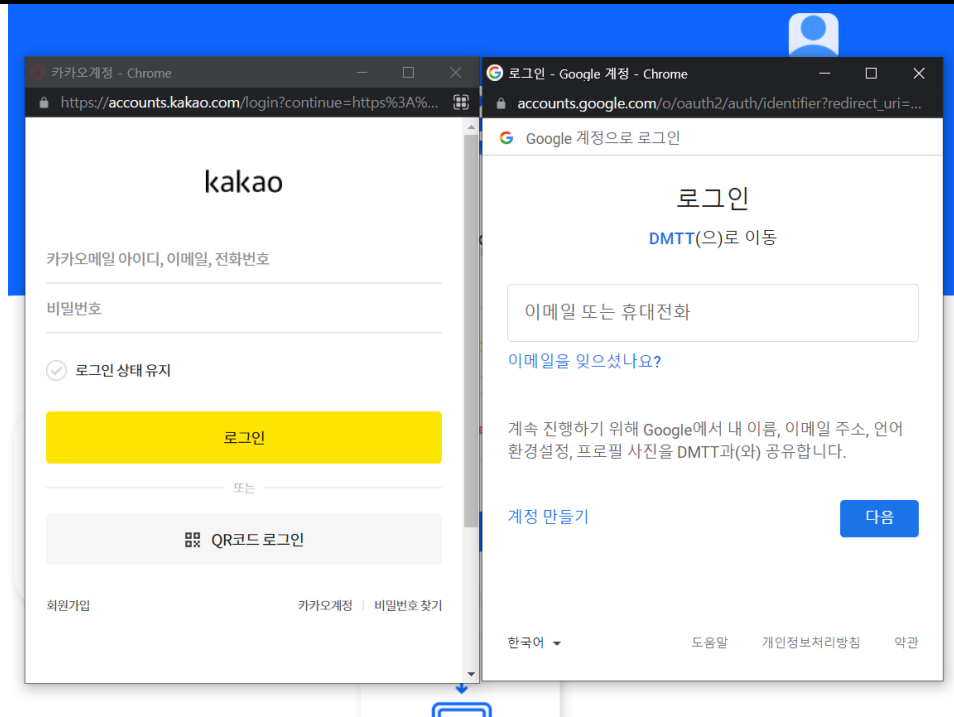 카카오계정 - Chrome
https://accounts.kakao.com/login?continue=https%3A%...
kakao
카카오메일 아이디, 이메일, 전화번호
비밀번호
로그인 상태 유지
로그인
또는
QR코드 로그인
회원가입
카카오계정 | 비밀번호 찾기
로그인 - Google 계정 - Chrome
accounts.google.com/o/oauth2/auth/identifier?redirect_uri=...
Google 계정으로 로그인
로그인
DMTT(으)로 이동
이메일 또는 휴대전화
이메일을 잊으셨나요?
계속 진행하기 위해 Google에서 내 이름, 이메일 주소, 언어
환경설정, 프로필 사진을 DMTT과(와) 공유합니다.
계정 만들기
다음
한국어
도움말 개인정보처리방침 약관